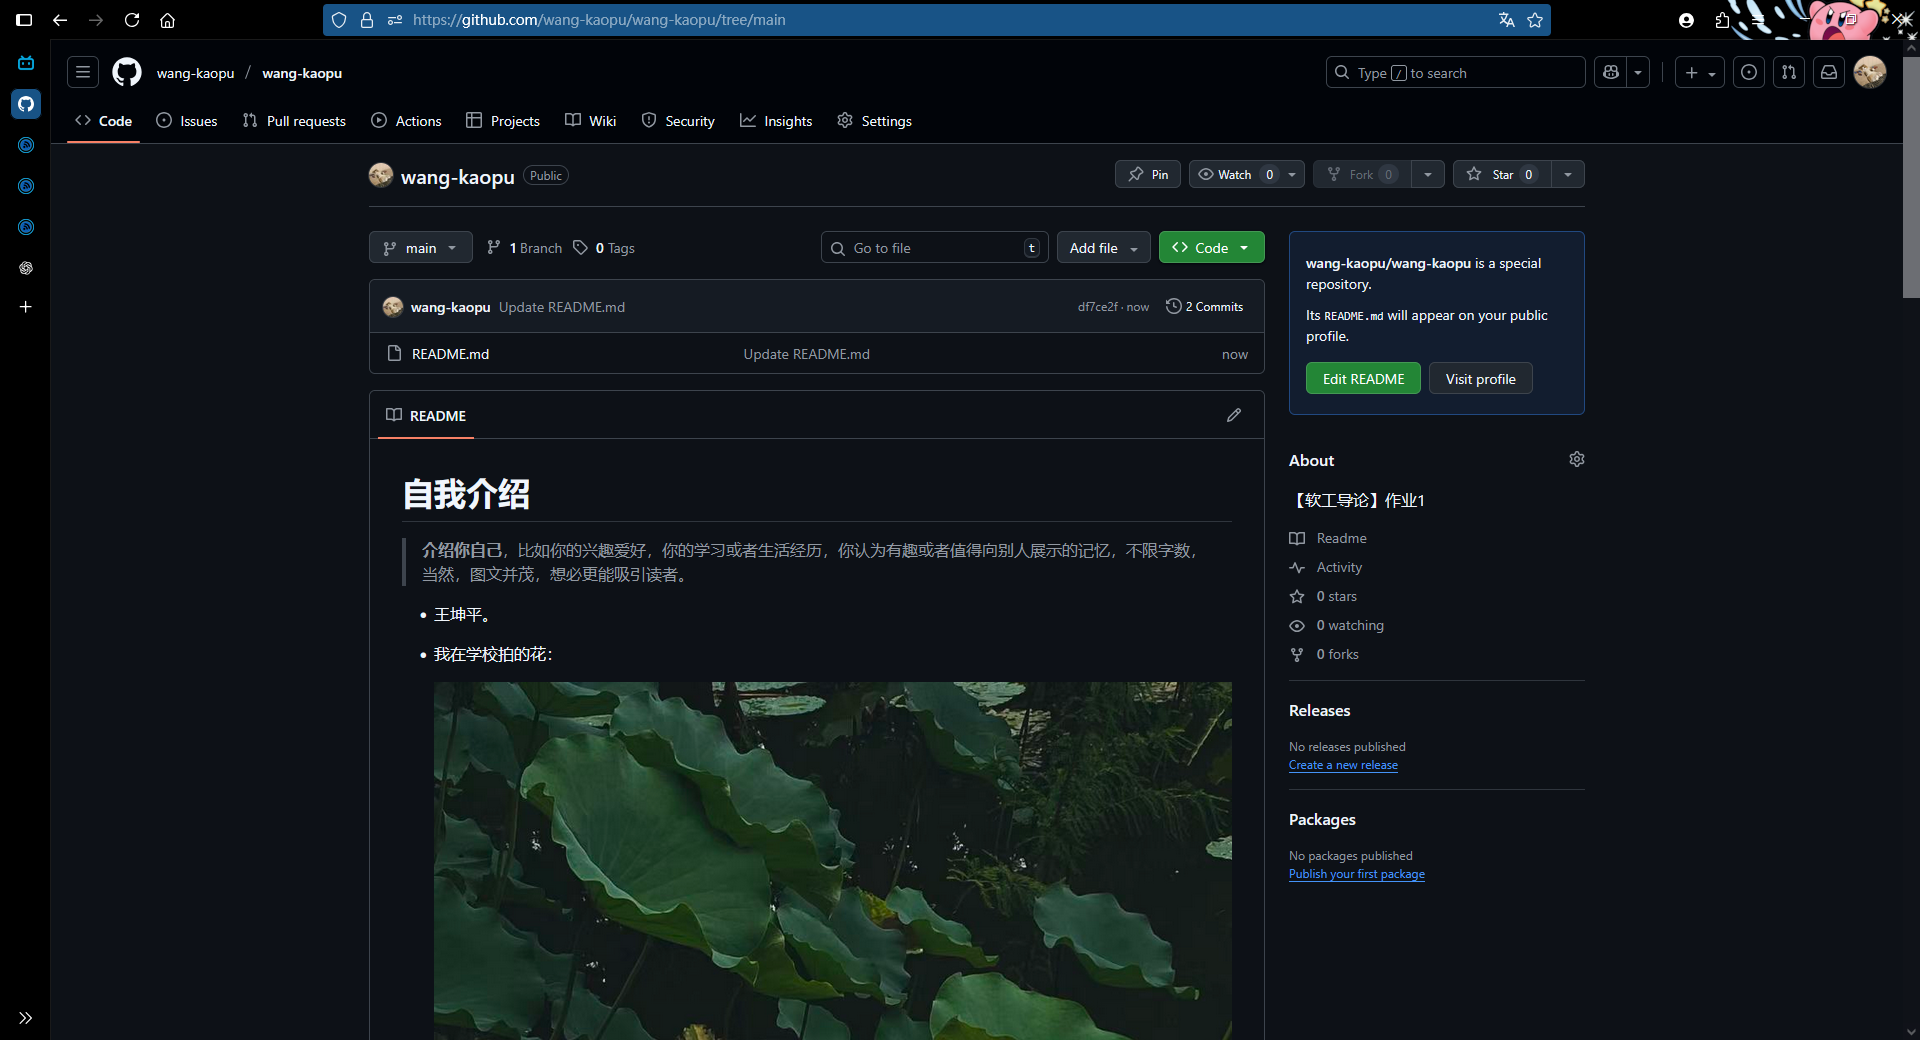 https://github.com/wang-kaopu/wang-kaopu/tree/main
wang-kaopu / wang-kaopu
Type / to search
Code Issues Pull requests Actions Projects Wiki Security Insights Settings
wang-kaopu Public
Pin Watch 0 Fork 0 Star 0
main 1 Branch 0 Tags
Go to file t Add file Code
wang-kaopu Update README.md df7ce2f · now 2 Commits
README.md Update README.md now
README
自我介绍
介绍你自己，比如你的兴趣爱好，你的学习或者生活经历，你认为有趣或者值得向别人展示的记忆，不限字数，
当然，图文并茂，想必更能吸引读者。
• 王坤平。
• 我在学校拍的花：
wang-kaopu/wang-kaopu is a special
repository.
Its README.md will appear on your public
profile.
Edit README Visit profile
About
【软工导论】作业1
Readme
Activity
0 stars
0 watching
0 forks
Releases
No releases published
Create a new release
Packages
No packages published
Publish your first package